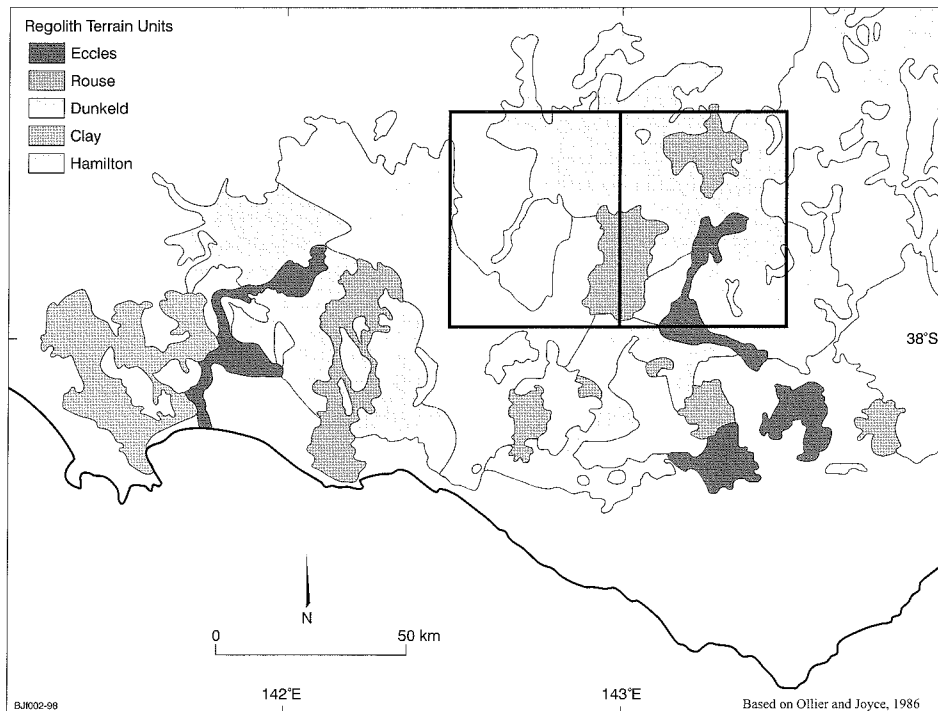 Regolith Terrain Units
Eccles
Rouse
Dunkeld
Clay
Hamilton
38°S
N
0 50 km
142°E 143°E
BJf002-98
Based on Ollier and Joyce, 1986